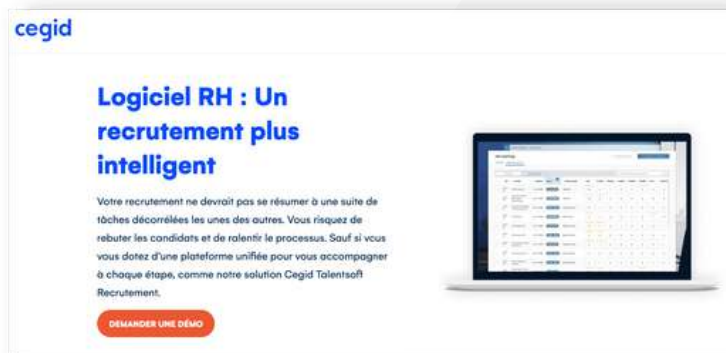 cegid
Logiciel RH : Un
recrutement plus
intelligent
Votre recrutement ne devrait pas se résumer à une suite de
tâches décorrélées les unes des autres. Vous risquez de
rebuter les candidats et de ralentir le processus. Sauf si vous
vous dotez d'une plateforme unifiée pour vous accompagner
à chaque étape, comme notre solution Cegid Talentsoft
Recrutement.
DEMANDER UNE DÉMO